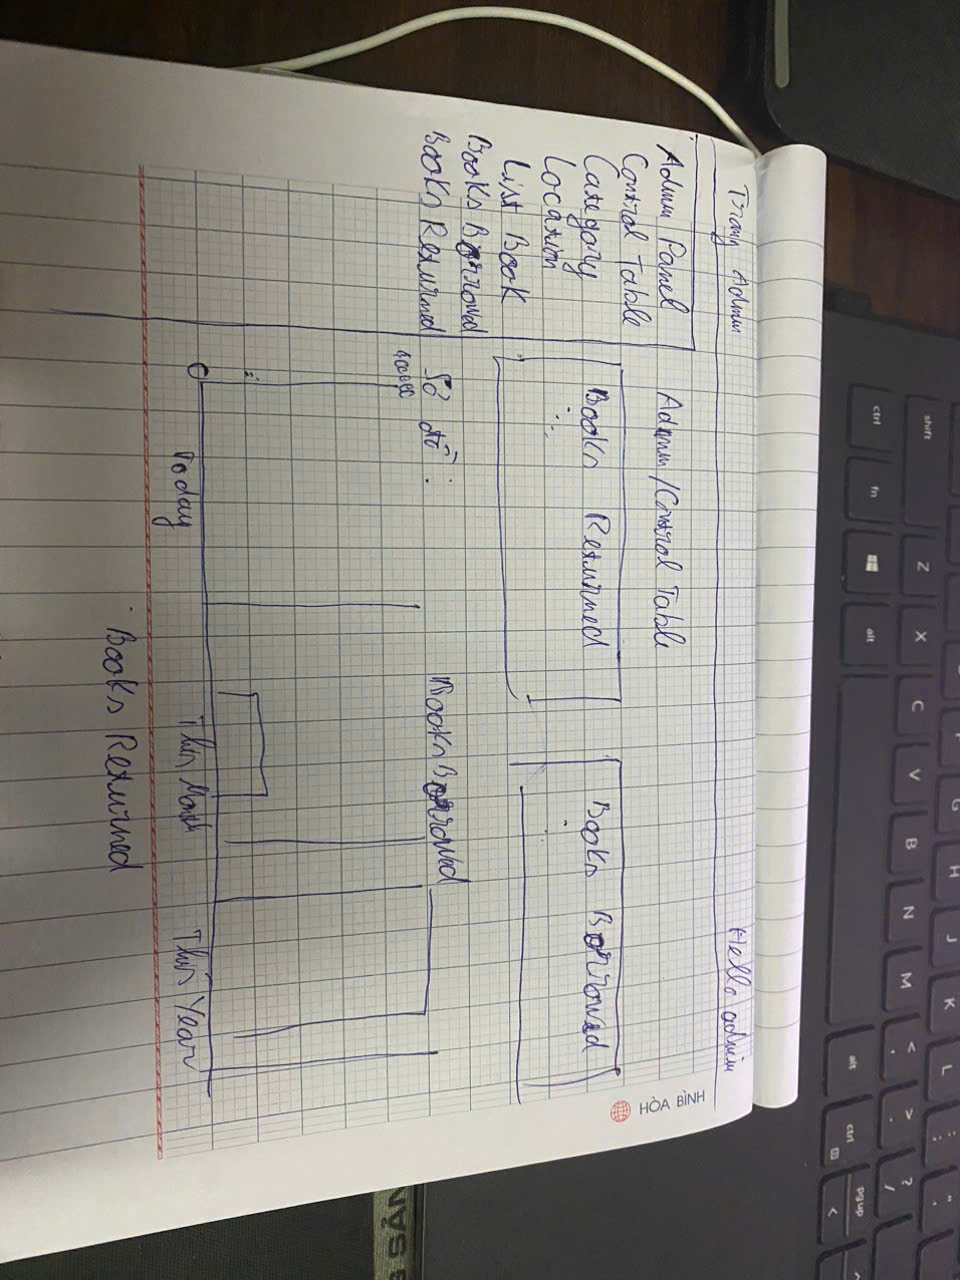 Trang Admin
Hello admin
Admin Panel
Admin/Control Table
Control Table
Category
Location
List Book
Books Borrowed
Books Returned
Books Returned
Books Borrowed
Sơ đồ:
Books Borrowed
O
Today
This Month
This Year
Books Returned
HÒA BÌNH
shift
Z
X
C
V
B
N
M
<
,
>
.
?
/
ctrl
fn
alt
alt
ctrl
pg up
<
G
H
J
K
L
:
;
"
'